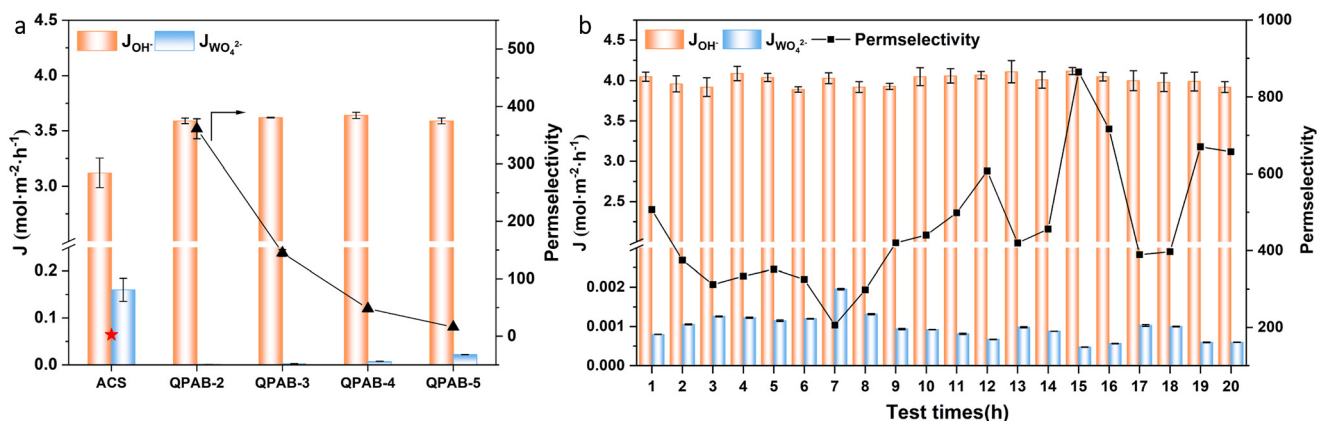 a
J_OH⁻ J_WO₄²⁻
J (mol·m⁻²·h⁻¹)
4.5
4.0
3.5
3.0
0.2
0.1
0.0
500
400
300
200
100
0
Permselectivity
ACS QPAB-2 QPAB-3 QPAB-4 QPAB-5
b
J_OH⁻ J_WO₄²⁻ Permselectivity
J (mol·m⁻²·h⁻¹)
4.5
4.0
3.5
3.0
2.5
0.002
0.001
0.000
1000
800
600
400
200
Permselectivity
1 2 3 4 5 6 7 8 9 10 11 12 13 14 15 16 17 18 19 20
Test times(h)